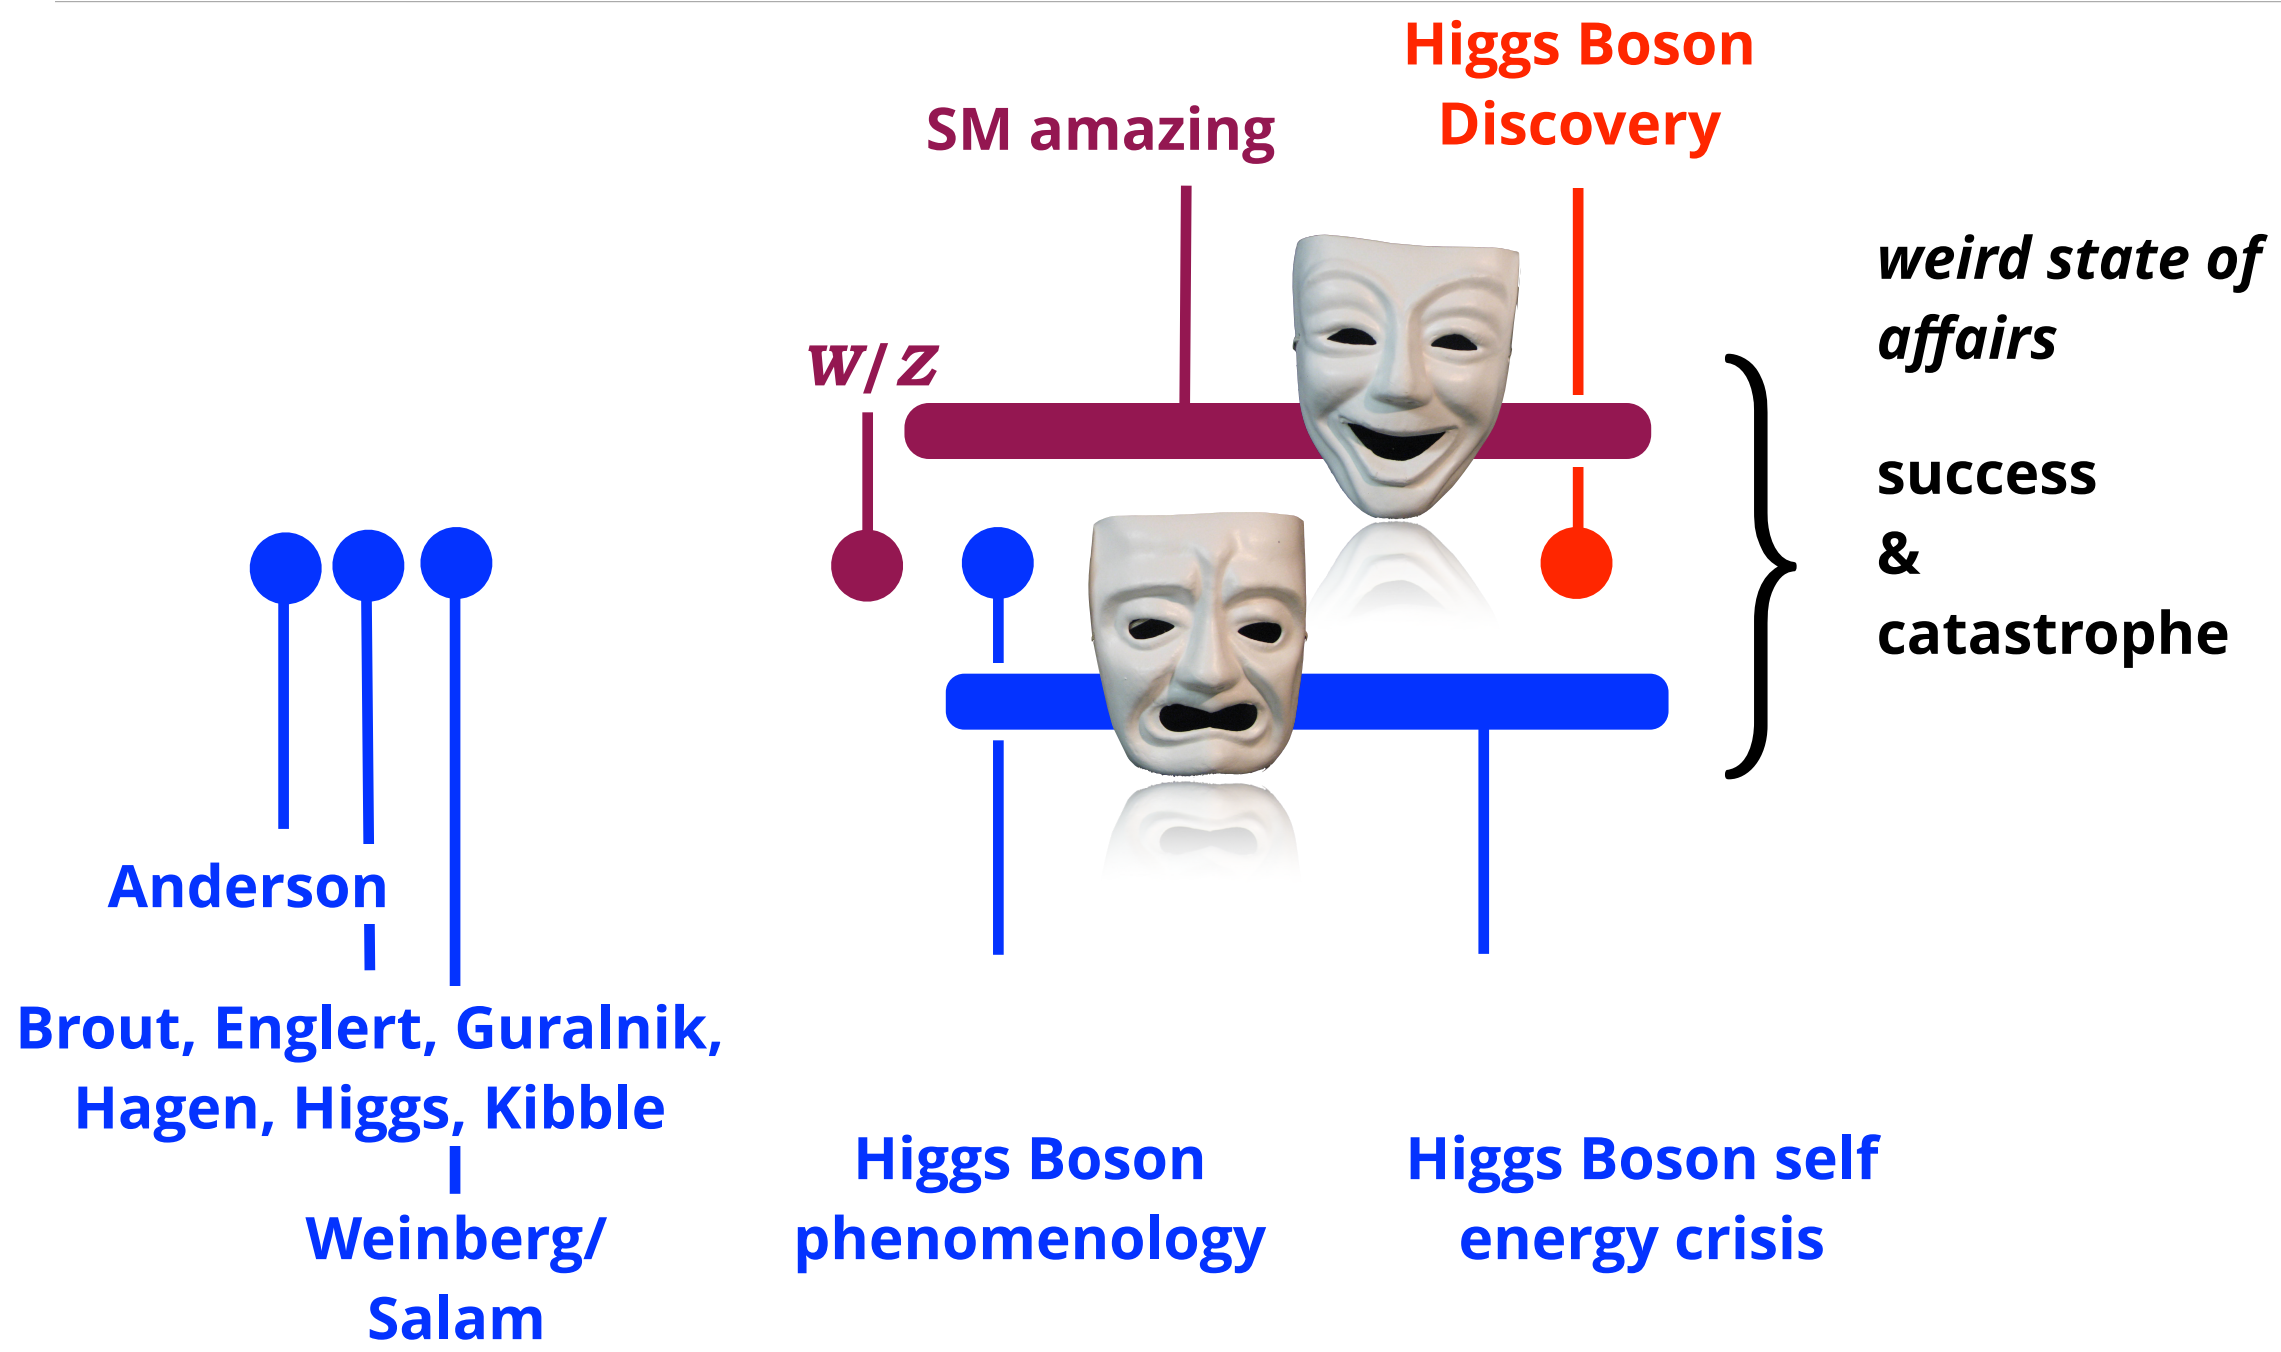 Higgs Boson
Discovery
SM amazing
weird state of
affairs
W/Z
success
&
catastrophe
Anderson
Brout, Englert, Guralnik,
Hagen, Higgs, Kibble
Weinberg/
Salam
Higgs Boson
phenomenology
Higgs Boson self
energy crisis